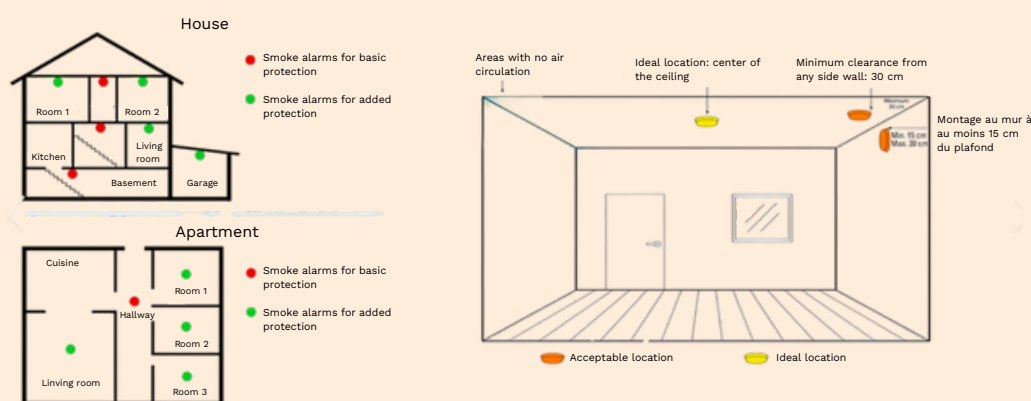 House
Smoke alarms for basic
protection
Smoke alarms for added
protection
Room 1
Room 2
Kitchen
Living
room
Basement
Garage
Apartment
Cuisine
Smoke alarms for basic
protection
Smoke alarms for added
protection
Room 1
Hallway
Room 2
Linving room
Room 3
Areas with no air
circulation
Ideal location: center of
the ceiling
Minimum clearance from
any side wall: 30 cm
Minimum
30 cm
Montage au mur à
au moins 15 cm
du plafond
Min. 15 cm
Max. 30 cm
Acceptable location
Ideal location